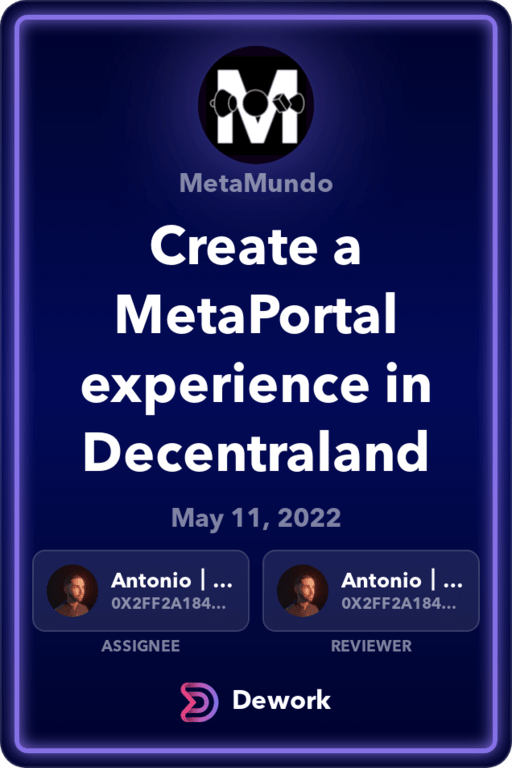 M
MetaMundo
Create a
MetaPortal
experience in
Decentraland
May 11, 2022
Antonio | ...
0X2FF2A184...
ASSIGNEE
Antonio | ...
0X2FF2A184...
REVIEWER
Dework